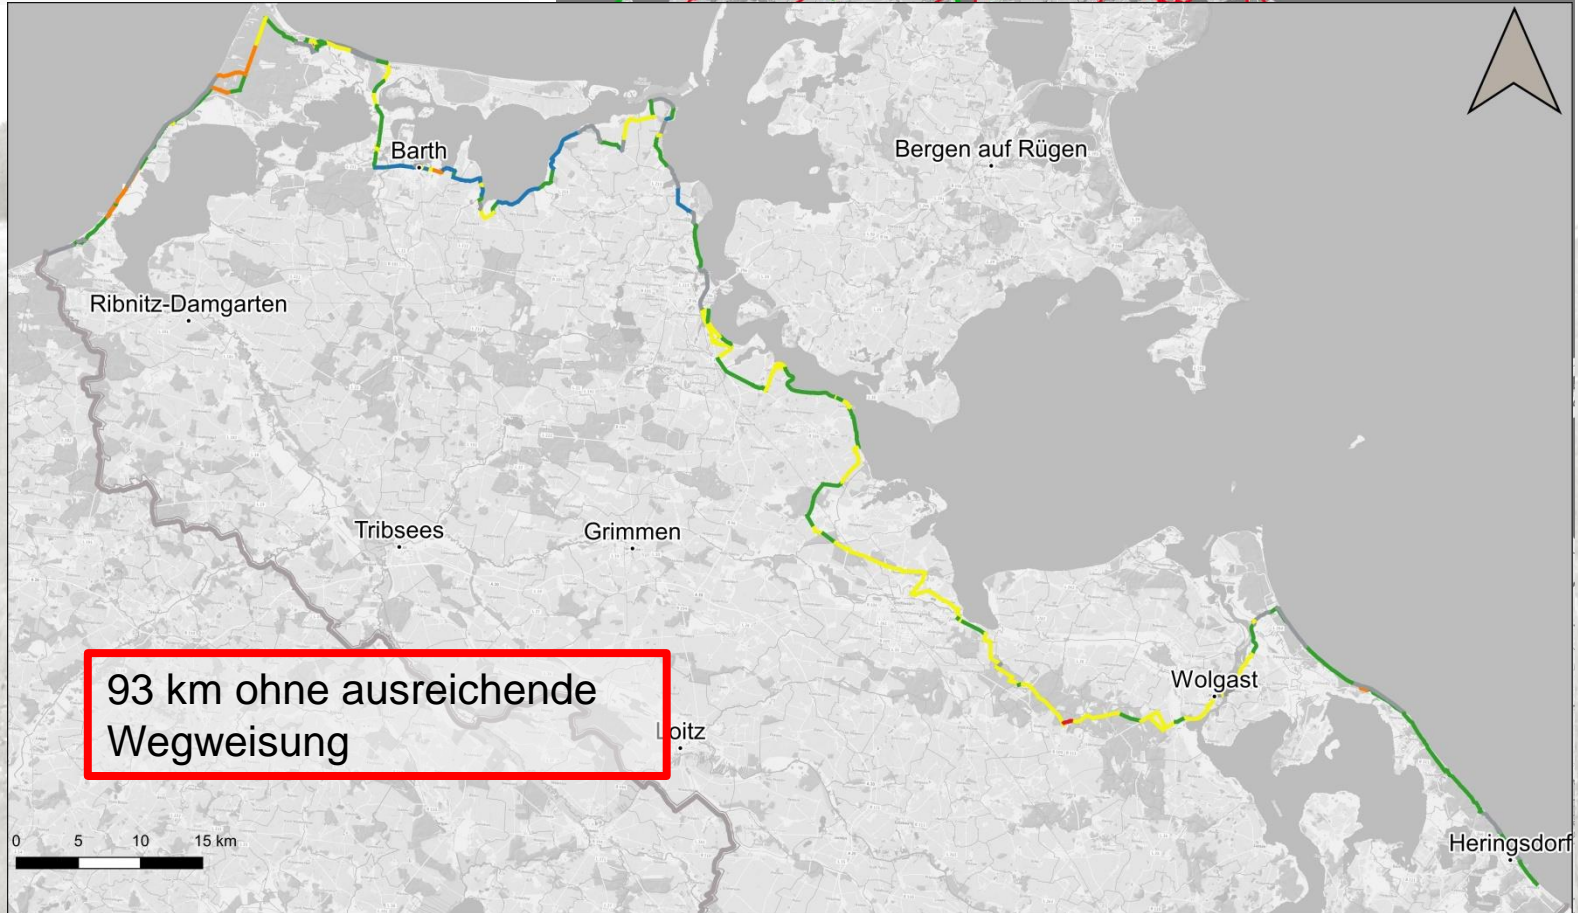 Barth
Bergen auf Rügen
Ribnitz-Damgarten
Tribsees
Grimmen
Wolgast
93 km ohne ausreichende
Wegweisung
Loitz
0 5 10 15 km
Heringsdorf